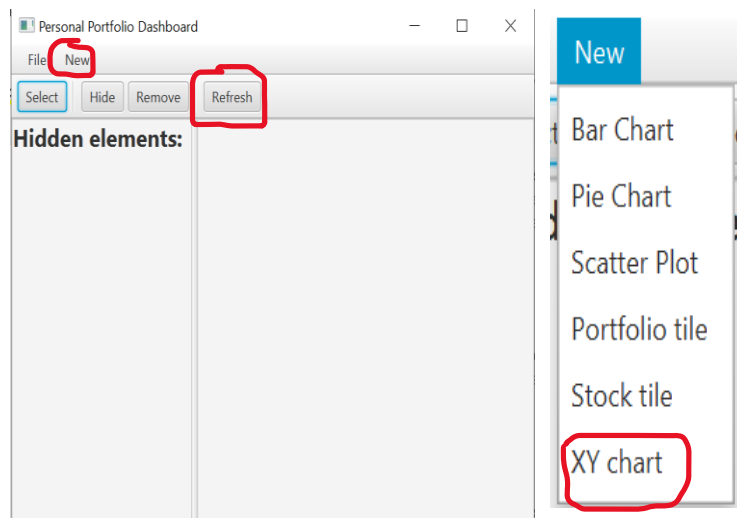 Personal Portfolio Dashboard
File New
Select Hide Remove Refresh
Hidden elements:
New
Bar Chart
Pie Chart
Scatter Plot
Portfolio tile
Stock tile
XY chart